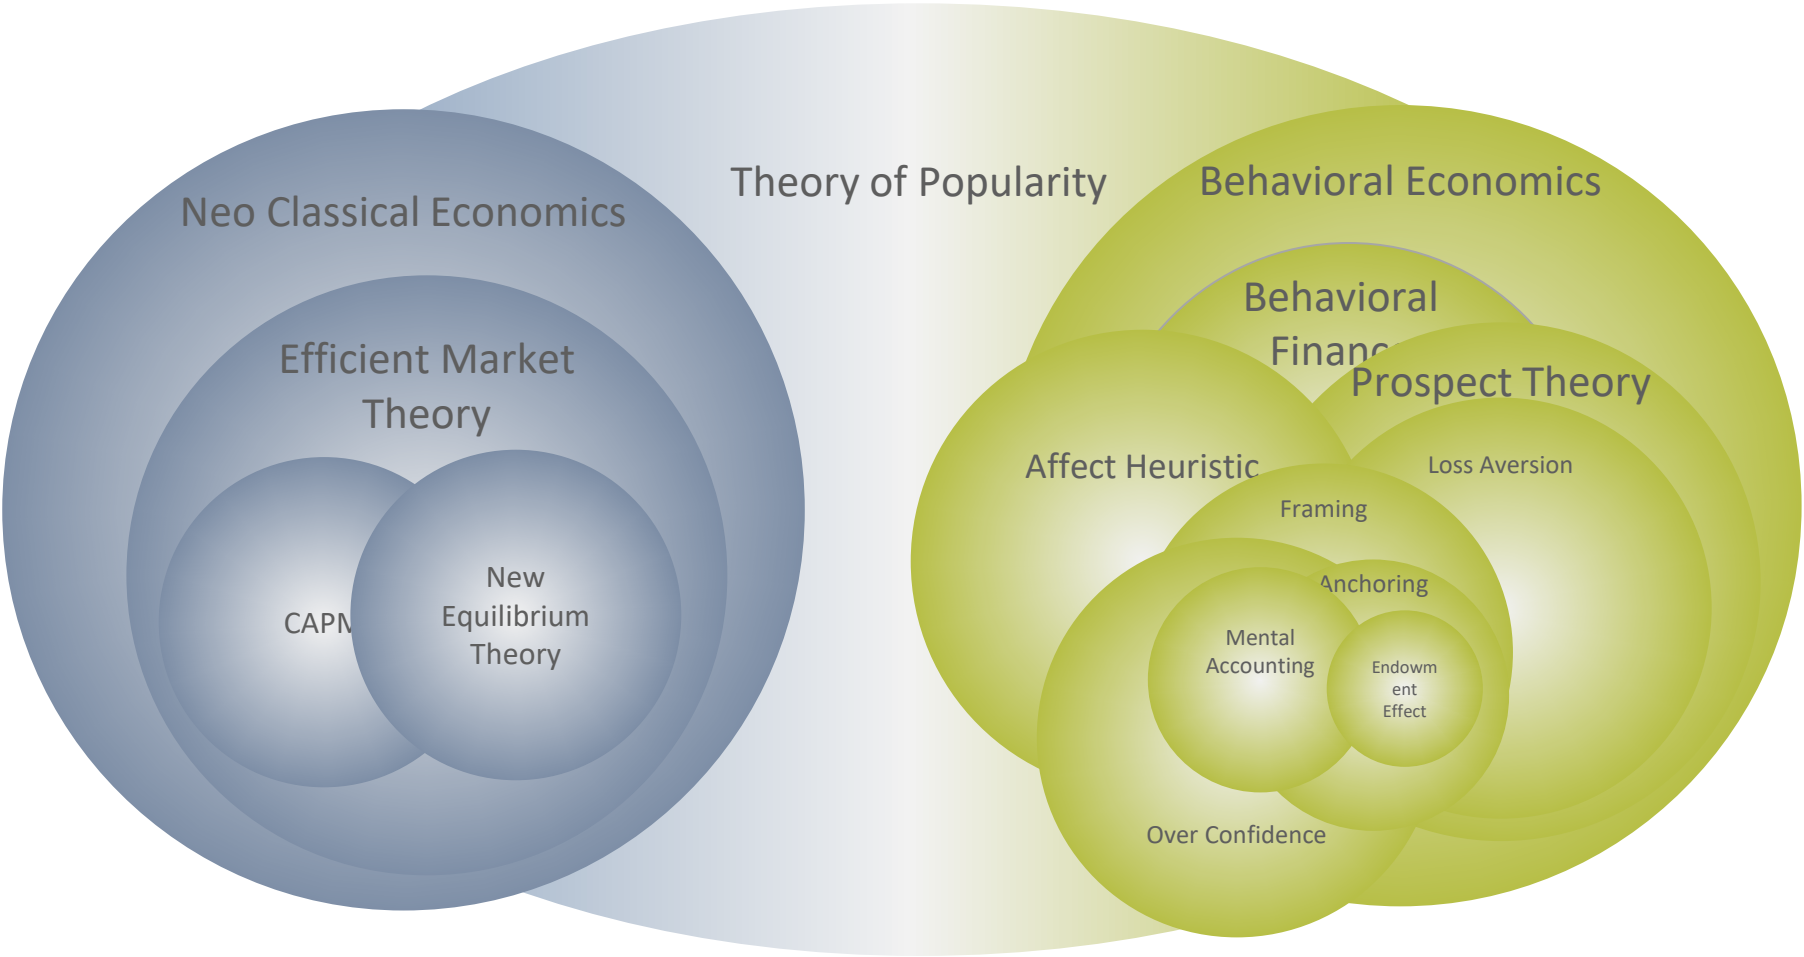 Theory of Popularity
Neo Classical Economics
Efficient Market
Theory
CAPM
New
Equilibrium
Theory
Behavioral Economics
Behavioral
Finance
Prospect Theory
Affect Heuristic
Loss Aversion
Framing
Anchoring
Mental
Accounting
Endowm
ent
Effect
Over Confidence